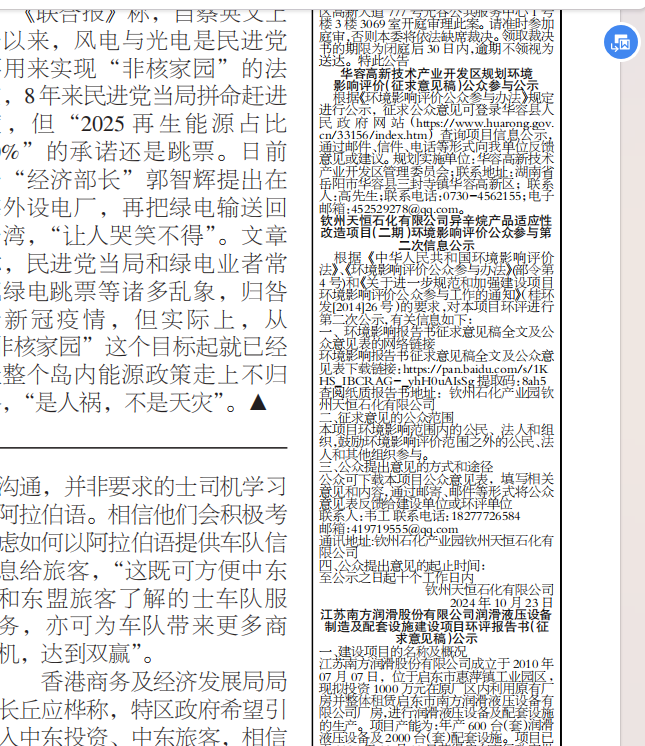 《联合报》称，自蔡英文上
以来，风电与光电是民进党
用来实现“非核家园”的法
，8年来民进党当局拼命赶进
，但“2025再生能源占比
%”的承诺还是跳票。日前
“经济部长”郭智辉提出在
外设电厂，再把绿电输送回
湾，“让人哭笑不得”。文章
，民进党当局和绿电业者常
绿电跳票等诸多乱象，归咎
新冠疫情，但实际上，从
非核家园”这个目标起就已经
整个岛内能源政策走上不归
，“是人祸，不是天灾”。▲
沟通，并非要求的士司机学习
阿拉伯语。相信他们会积极考
虑如何以阿拉伯语提供车队信
息给旅客，“这既可方便中东
和东盟旅客了解的士车队服
务，亦可为车队带来更多商
机，达到双赢”。
香港商务及经济发展局局
长丘应桦称，特区政府希望引
入中东投资、中东旅客，相信
区高新大道777号光谷公共服务中心1号
楼3楼3069室开庭审理此案。请准时参加
庭审,否则本委将依法缺席裁决。领取裁决
书的期限为闭庭后30日内,逾期不领视为
送达。特此公告
华容高新技术产业开发区规划环境
影响评价(征求意见稿)公众参与公示
根据《环境影响评价公众参与办法》规定
进行公示，征求公众意见可登录华容县人
民政府网站(https://www.huarong.gov.
cn/33156/index.htm)查询项目信息公示,
通过邮件、信件、电话等形式向我单位反馈
意见或建议。规划实施单位:华容高新技术
产业开发区管理委员会;联系地址:湖南省
岳阳市华容县三封寺镇华容高新区；联系
人:高先生;联系电话:0730-4562155;电子
邮箱:452529278@qq.com。
钦州天恒石化有限公司异辛烷产品适应性
改造项目(二期)环境影响评价公众参与第
二次信息公示
根据《中华人民共和国环境影响评价
法》、《环境影响评价公众参与办法》(部令第
4号)和《关于进一步规范和加强建设项目
环境影响评价公众参与工作的通知》(桂环
发[2014]26号)的要求,对本项目环评进行
第二次公示,有关信息如下:
一、环境影响报告书征求意见稿全文及公
众意见表的网络链接
环境影响报告书征求意见稿全文及公众意
见表下载链接:https://pan.baidu.com/s/1K
HS_IBCRAG-_yhH0uAIsSg 提取码:8ah5
查阅纸质报告书地址：钦州石化产业园钦
州天恒石化有限公司
二、征求意见的公众范围
本项目环境影响范围内的公民、法人和组
织,鼓励环境影响评价范围之外的公民、法
人和其他组织参与。
三、公众提出意见的方式和途径
公众可下载本项目公众意见表，填写相关
意见和内容,通过邮寄、邮件等形式将公众
意见表反馈给建设单位或环评单位
联系人:韦工 联系电话:18277726584
邮箱:419719555@qq.com
通讯地址:钦州石化产业园钦州天恒石化有
限公司
四、公众提出意见的起止时间:
至公示之日起十个工作日内
钦州天恒石化有限公司
2024年10月23日
江苏南方润滑股份有限公司润滑液压设备
制造及配套设施建设项目环评报告书(征
求意见稿)公示
一、建设项目的名称及概况
江苏南方润滑股份有限公司成立于2010年
07月07日，位于启东市惠萍镇工业园区，
现拟投资1000万元在原厂区内利用原有厂
房并整体租赁启东市南方润滑液压设备有
限公司厂房,进行润滑液压设备及配套设施
的生产。项目产能为:年产600台(套)润滑
液压设备及2000台(套)配套设施。项目已